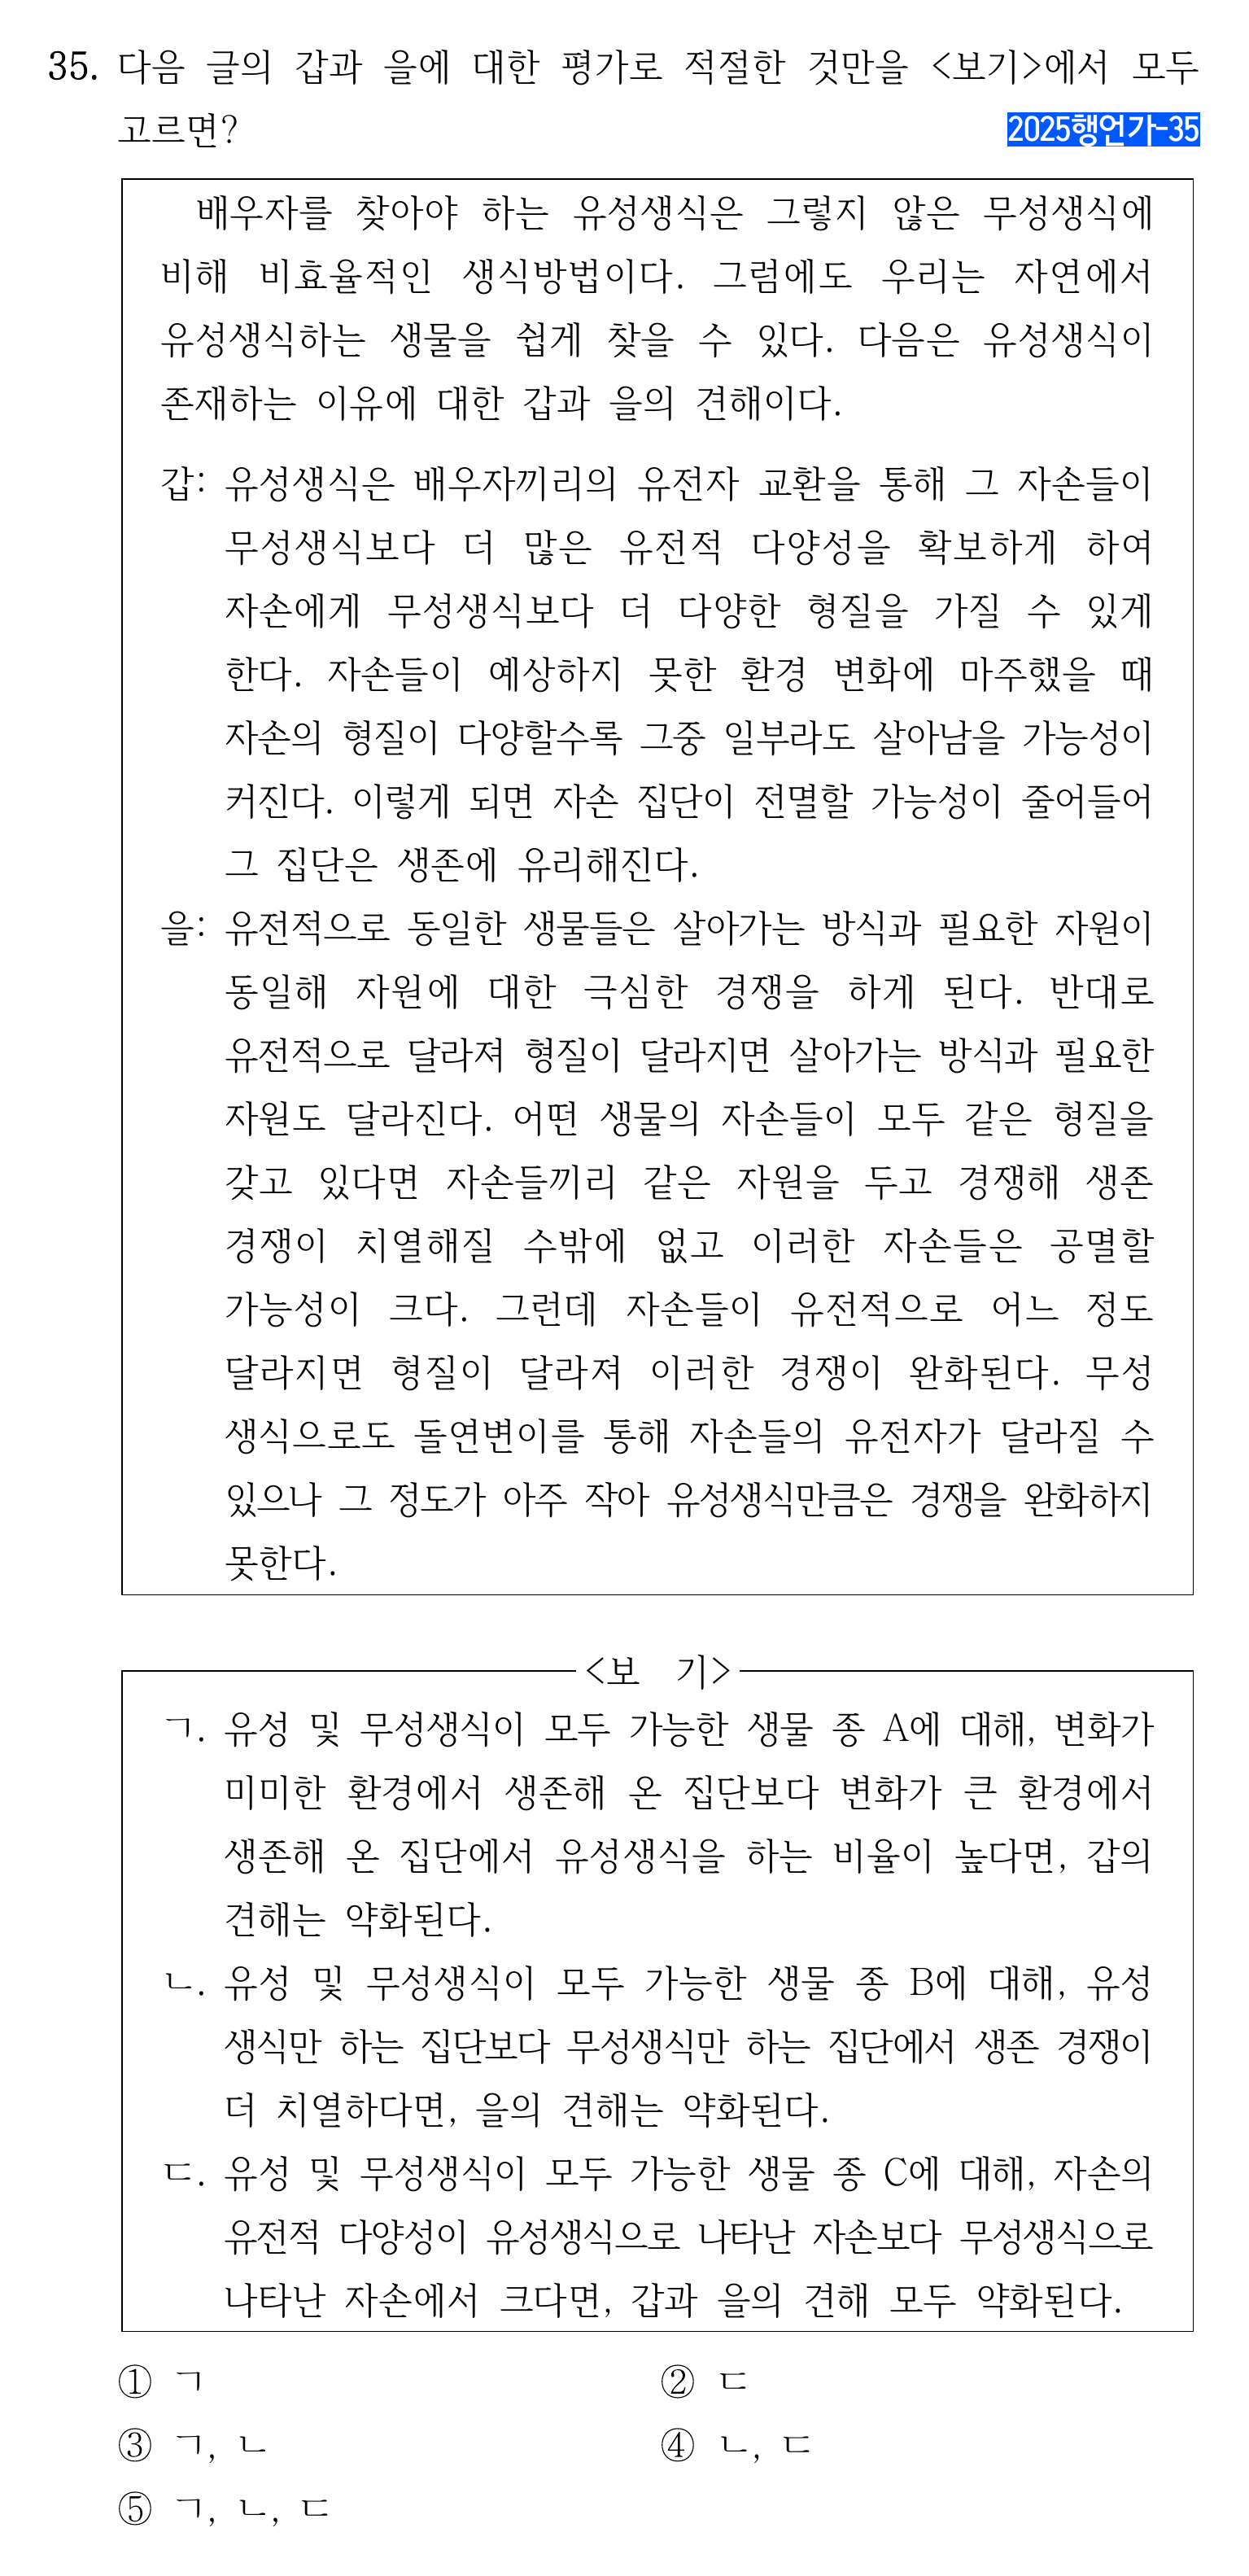 35. 다음 글의 갑과 을에 대한 평가로 적절한 것만을 <보기>에서 모두
고르면?
2025행언가-35
배우자를 찾아야 하는 유성생식은 그렇지 않은 무성생식에
비해 비효율적인 생식방법이다. 그럼에도 우리는 자연에서
유성생식하는 생물을 쉽게 찾을 수 있다. 다음은 유성생식이
존재하는 이유에 대한 갑과 을의 견해이다.
갑: 유성생식은 배우자끼리의 유전자 교환을 통해 그 자손들이
무성생식보다 더 많은 유전적 다양성을 확보하게 하여
자손에게 무성생식보다 더 다양한 형질을 가질 수 있게
한다. 자손들이 예상하지 못한 환경 변화에 마주했을 때
자손의 형질이 다양할수록 그중 일부라도 살아남을 가능성이
커진다. 이렇게 되면 자손 집단이 전멸할 가능성이 줄어들어
그 집단은 생존에 유리해진다.
을: 유전적으로 동일한 생물들은 살아가는 방식과 필요한 자원이
동일해 자원에 대한 극심한 경쟁을 하게 된다. 반대로
유전적으로 달라져 형질이 달라지면 살아가는 방식과 필요한
자원도 달라진다. 어떤 생물의 자손들이 모두 같은 형질을
갖고 있다면 자손들끼리 같은 자원을 두고 경쟁해 생존
경쟁이 치열해질 수밖에 없고 이러한 자손들은 공멸할
가능성이 크다. 그런데 자손들이 유전적으로 어느 정도
달라지면 형질이 달라져 이러한 경쟁이 완화된다. 무성
생식으로도 돌연변이를 통해 자손들의 유전자가 달라질 수
있으나 그 정도가 아주 작아 유성생식만큼은 경쟁을 완화하지
못한다.
<보 기>
ㄱ. 유성 및 무성생식이 모두 가능한 생물 종 A에 대해, 변화가
미미한 환경에서 생존해 온 집단보다 변화가 큰 환경에서
생존해 온 집단에서 유성생식을 하는 비율이 높다면, 갑의
견해는 약화된다.
ㄴ. 유성 및 무성생식이 모두 가능한 생물 종 B에 대해, 유성
생식만 하는 집단보다 무성생식만 하는 집단에서 생존 경쟁이
더 치열하다면, 을의 견해는 약화된다.
ㄷ. 유성 및 무성생식이 모두 가능한 생물 종 C에 대해, 자손의
유전적 다양성이 유성생식으로 나타난 자손보다 무성생식으로
나타난 자손에서 크다면, 갑과 을의 견해 모두 약화된다.
① ㄱ ② ㄷ
③ ㄱ, ㄴ ④ ㄴ, ㄷ
⑤ ㄱ, ㄴ, ㄷ